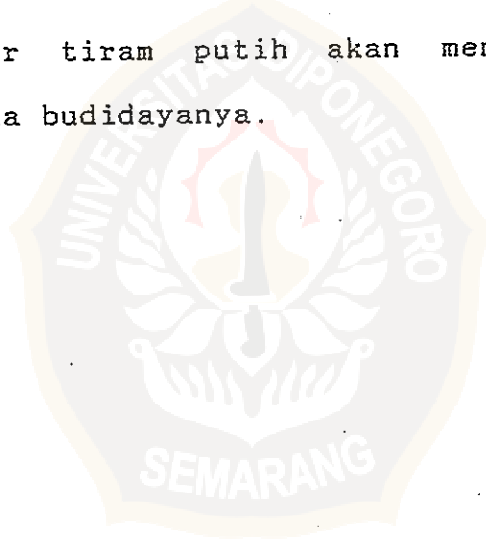 r tiram putih akan mer
a budidayanya.
UNIVERSITAS DIPONEGORO
SEMARANG